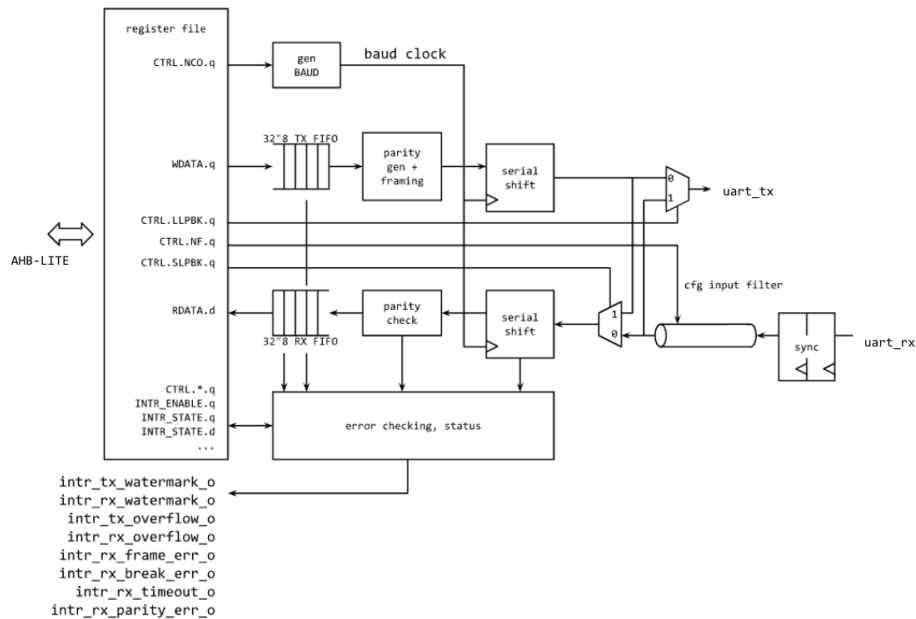 register file
CTRL.NCO.q
gen
BAUD
baud clock
32*8 TX FIFO
WDATA.q
parity
gen +
framing
serial
shift
0
1
uart_tx
CTRL.LLPBK.q
CTRL.NF.q
CTRL.SLPBK.q
AHB-LITE
cfg input filter
RDATA.d
32*8 RX FIFO
parity
check
serial
shift
1
0
sync
uart_rx
CTRL.*.q
INTR_ENABLE.q
INTR_STATE.q
INTR_STATE.d
...
error checking, status
intr_tx_watermark_o
intr_rx_watermark_o
intr_tx_overflow_o
intr_rx_overflow_o
intr_rx_frame_err_o
intr_rx_break_err_o
intr_rx_timeout_o
intr_rx_parity_err_o